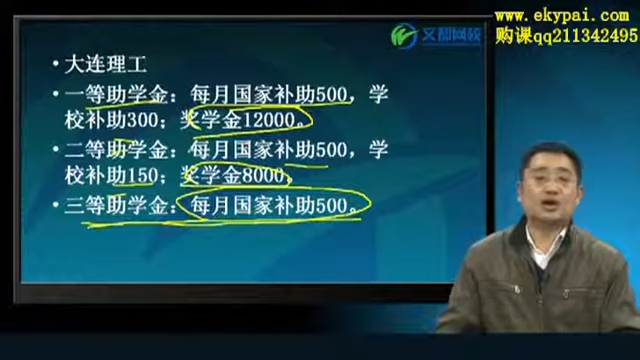 www.ekypai.com
购课qq211342495
文都网校
• 大连理工
• 一等助学金：每月国家补助500，学
校补助300；奖学金12000。
• 二等助学金：每月国家补助500，学
校补助150；奖学金8000。
• 三等助学金：每月国家补助500。